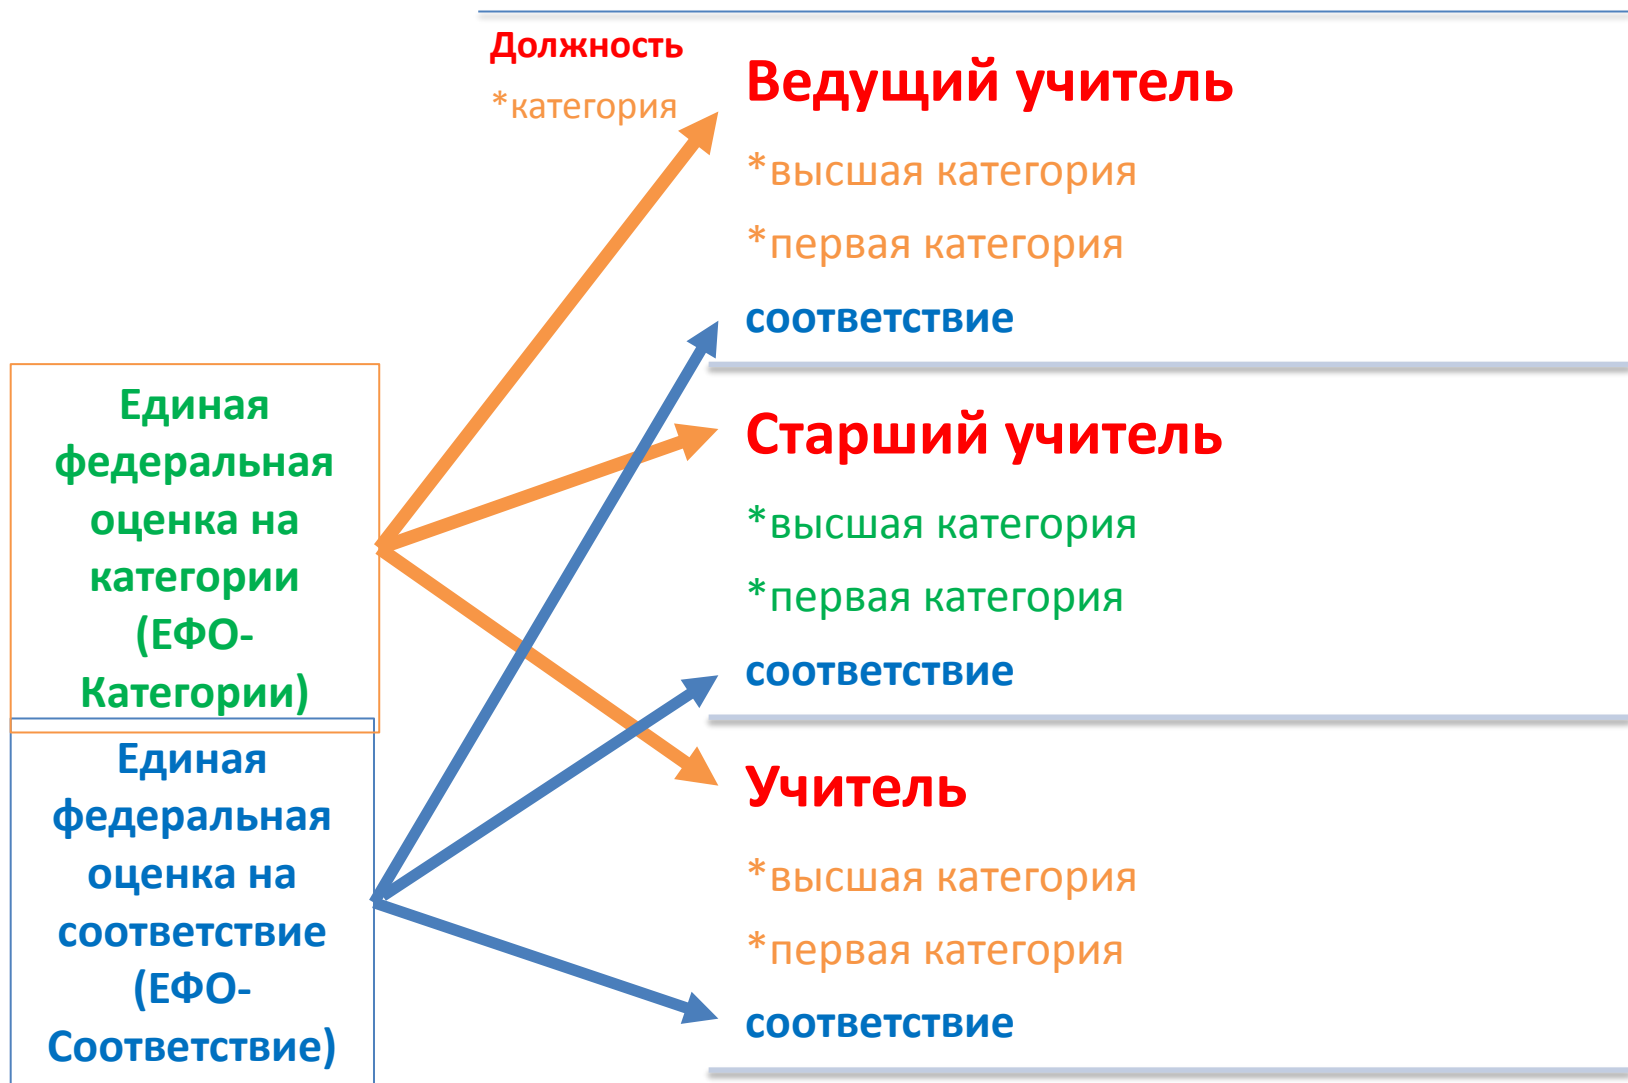 Должность
*категория
Ведущий учитель
*высшая категория
*первая категория
соответствие
Единая
федеральная
оценка на
категории
(ЕФО-
Категории)
Старший учитель
*высшая категория
*первая категория
соответствие
Единая
федеральная
оценка на
соответствие
(ЕФО-
Соответствие)
Учитель
*высшая категория
*первая категория
соответствие